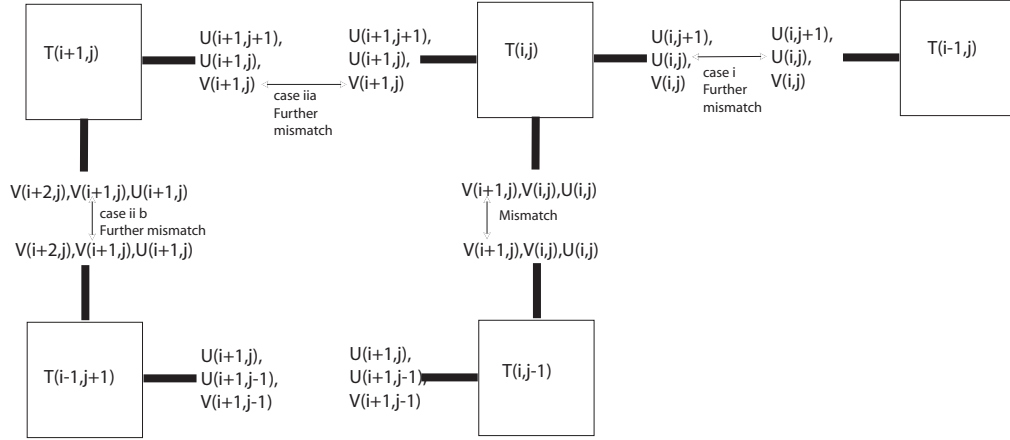 T(i+1,j)
U(i+1,j+1),
U(i+1,j),
V(i+1,j)
case iia
Further
mismatch
U(i+1,j+1),
U(i+1,j),
V(i+1,j)
T(i,j)
U(i,j+1),
U(i,j),
V(i,j)
case i
Further
mismatch
U(i,j+1),
U(i,j),
V(i,j)
T(i-1,j)
V(i+2,j),V(i+1,j),U(i+1,j)
case ii b
Further mismatch
V(i+2,j),V(i+1,j),U(i+1,j)
V(i+1,j),V(i,j),U(i,j)
Mismatch
V(i+1,j),V(i,j),U(i,j)
T(i-1,j+1)
U(i+1,j),
U(i+1,j-1),
V(i+1,j-1)
U(i+1,j),
U(i+1,j-1),
V(i+1,j-1)
T(i,j-1)